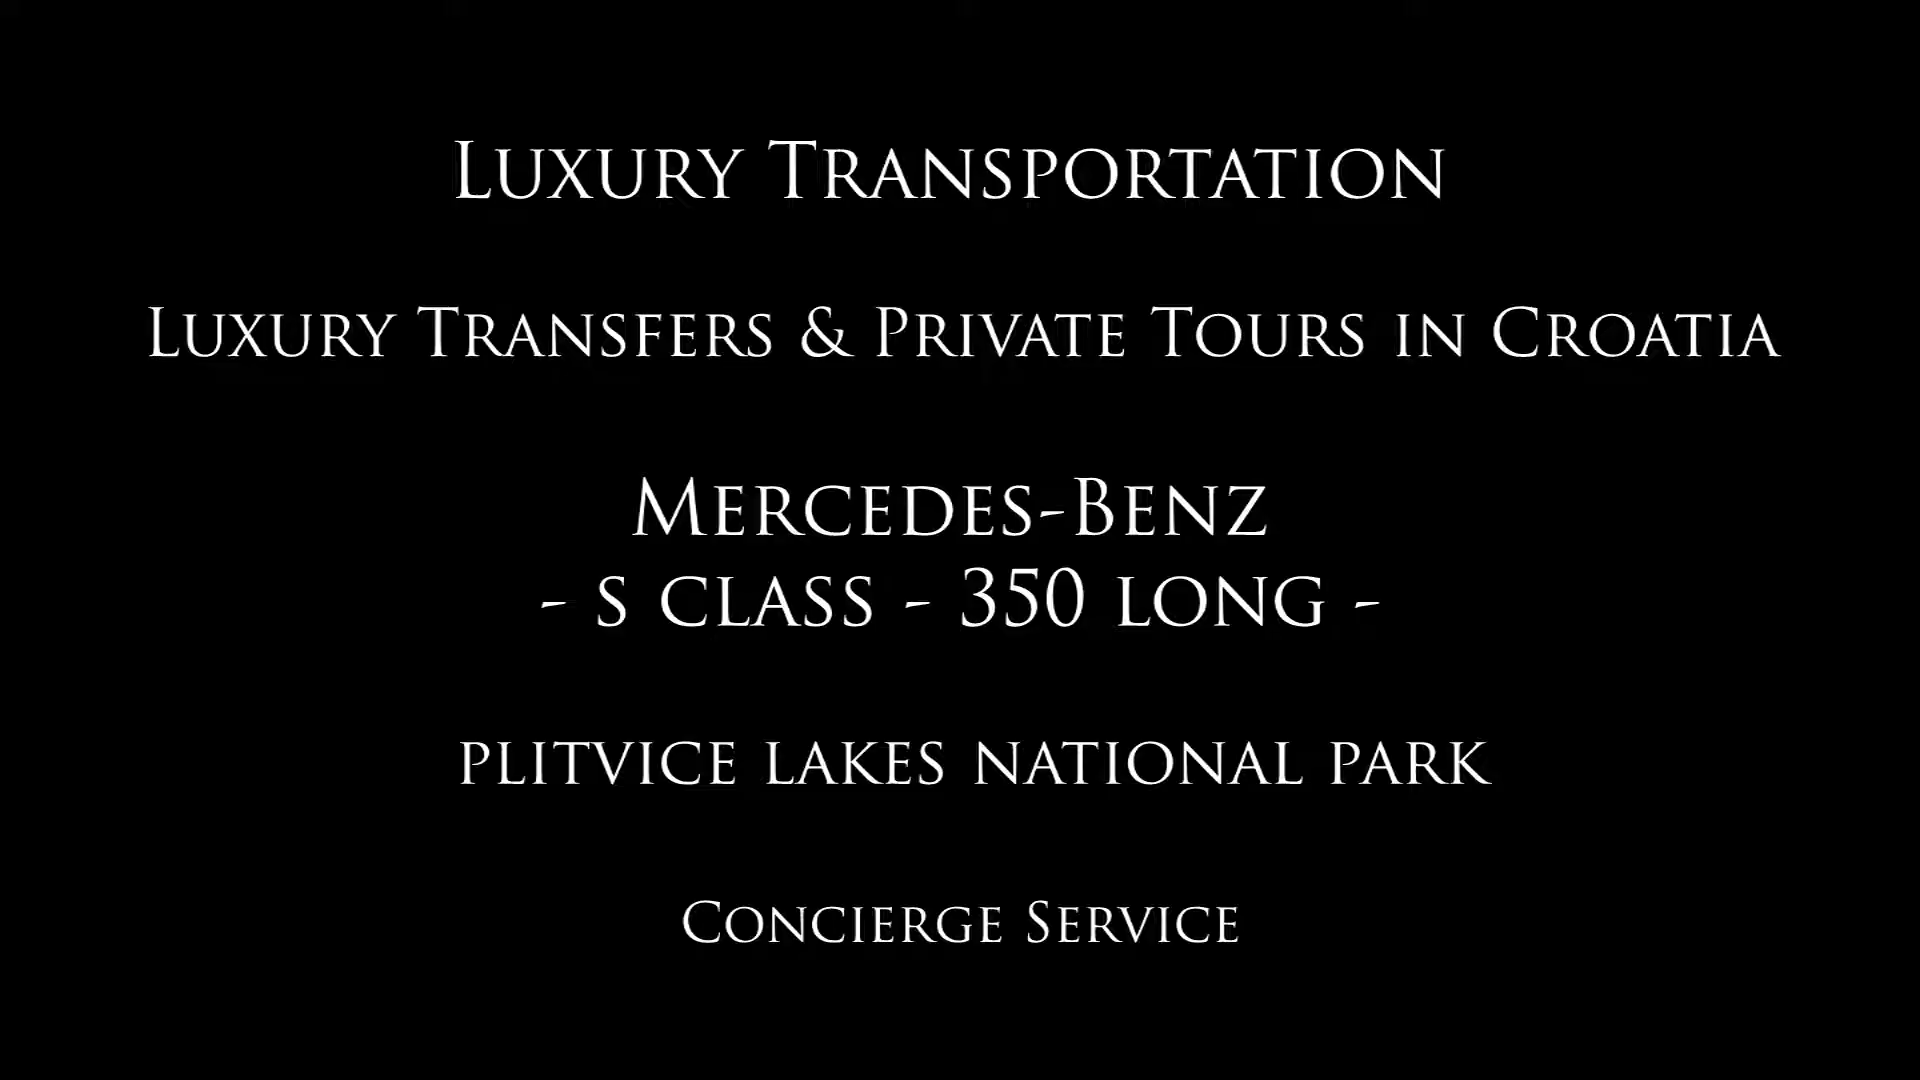 Luxury Transportation
Luxury Transfers & Private Tours in Croatia
Mercedes-Benz
- s class - 350 long -
plitvice lakes national park
Concierge Service